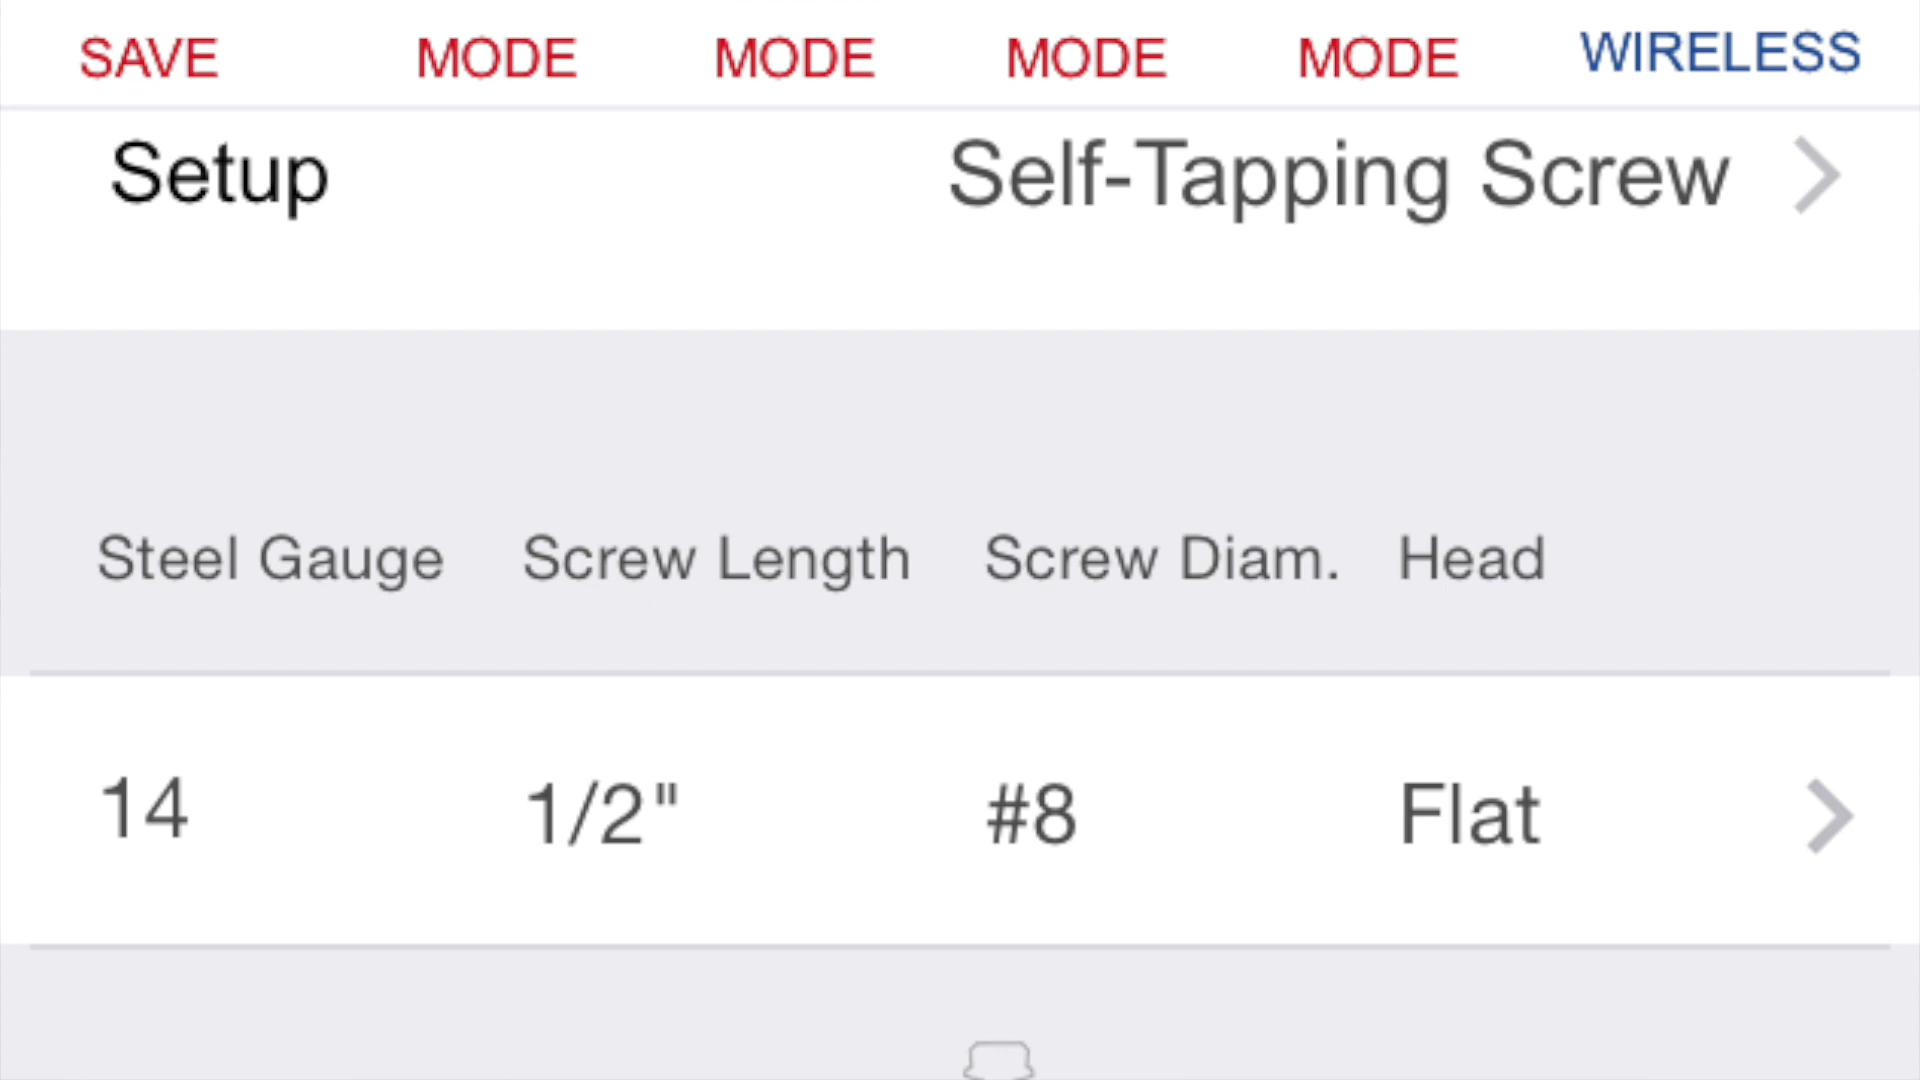 SAVE MODE MODE MODE MODE WIRELESS
Setup Self-Tapping Screw
Steel Gauge Screw Length Screw Diam. Head
14 1/2" #8 Flat